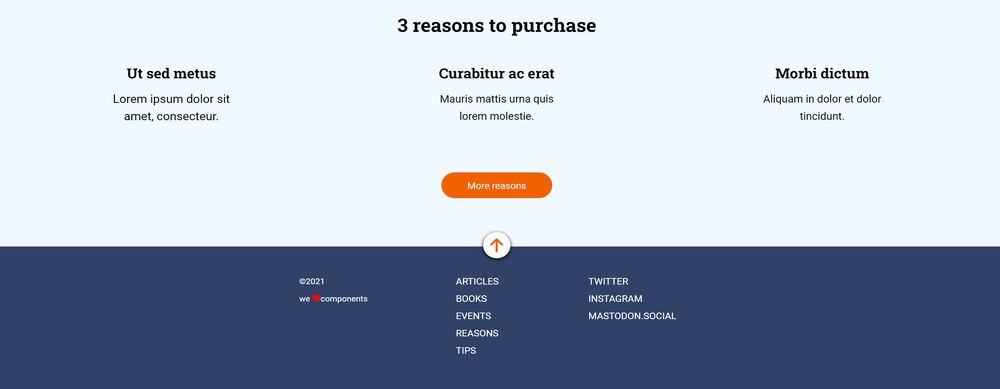 3 reasons to purchase
Ut sed metus
Lorem ipsum dolor sit
amet, consecteur.
Curabitur ac erat
Mauris mattis urna quis
lorem molestie.
Morbi dictum
Aliquam in dolor et dolor
tincidunt.
More reasons
©2021
we ❤components
ARTICLES
BOOKS
EVENTS
REASONS
TIPS
TWITTER
INSTAGRAM
MASTODON.SOCIAL